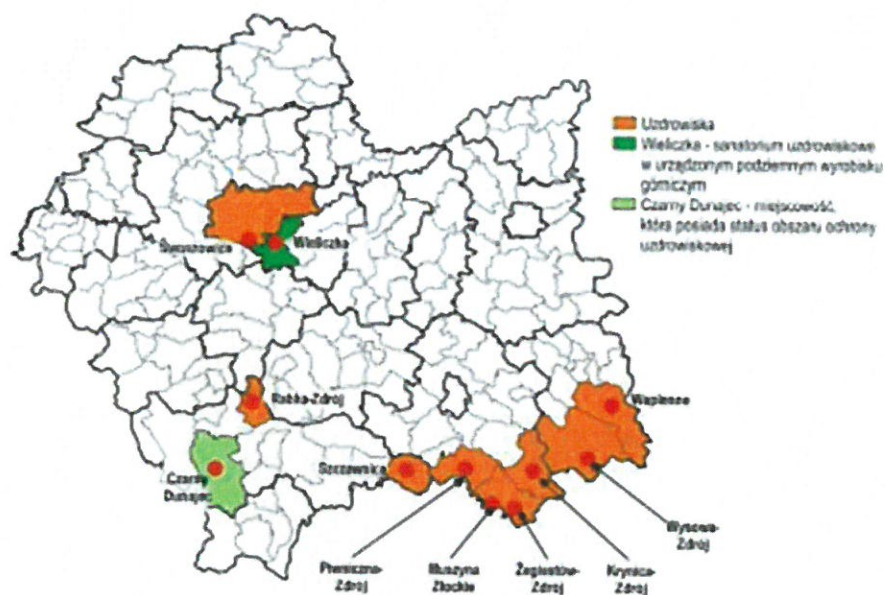 Uzdrowiska
Wieliczka - sanatorium uzdrowiskowe
w urządzonym podziemnym wyrobisku
górniczym
Czarny Dunajec - miejscowość,
która posiada status obszaru ochrony
uzdrowiskowej
Swoszowice
Wieliczka
Rabka-Zdrój
Wapienne
Szczawnica
Czarny
Dunajec
Wysowa-
Zdrój
Piwniczna-
Zdrój
Muszyna
Złockie
Żegiestów-
Zdrój
Krynica-
Zdrój